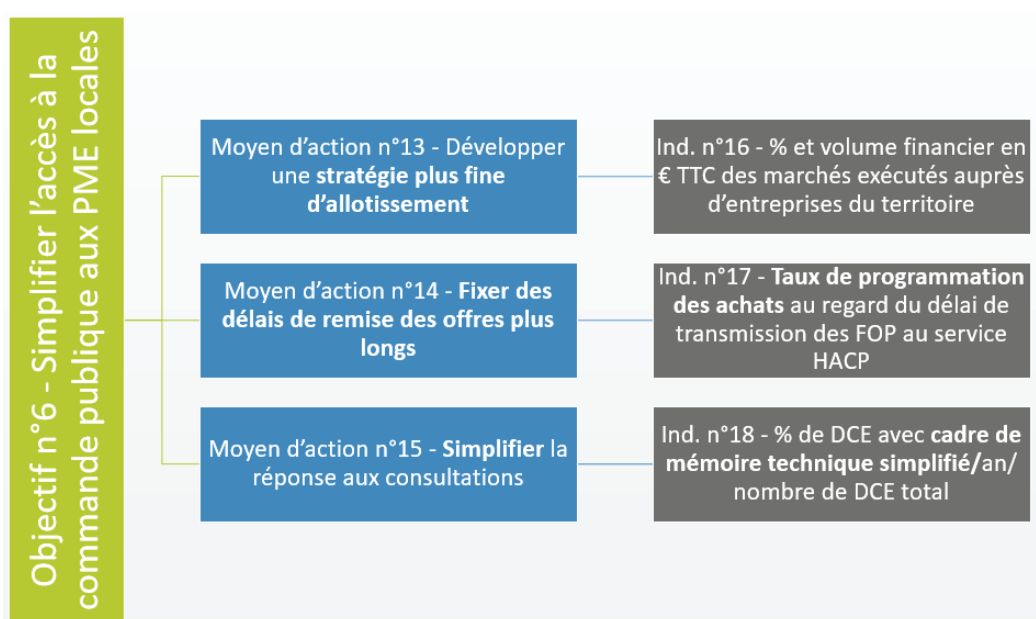 Objectif n°6 - Simplifier l’accès à la
commande publique aux PME locales
Moyen d’action n°13 - Développer
une stratégie plus fine
d’allotissement
Ind. n°16 - % et volume financier en
€ TTC des marchés exécutés auprès
d’entreprises du territoire
Moyen d’action n°14 - Fixer des
délais de remise des offres plus
longs
Ind. n°17 - Taux de programmation
des achats au regard du délai de
transmission des FOP au service
HACP
Moyen d’action n°15 - Simplifier la
réponse aux consultations
Ind. n°18 - % de DCE avec cadre de
mémoire technique simplifié/an/
nombre de DCE total